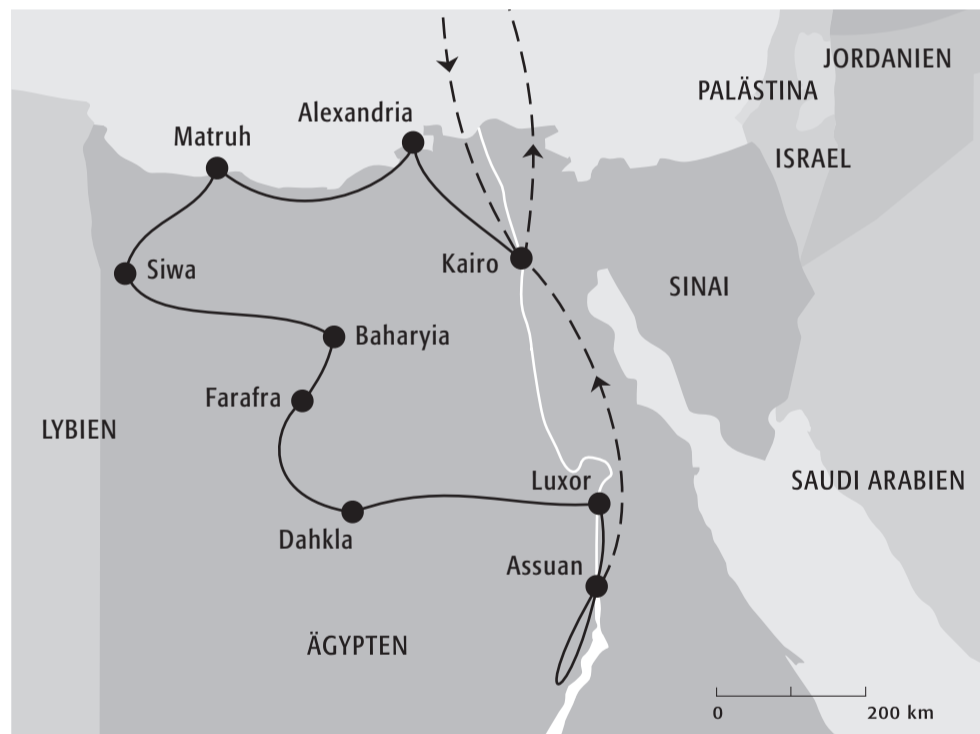 JORDANIEN
PALÄSTINA
Alexandria
Matruh
ISRAEL
Kairo
Siwa
SINAI
Baharyia
Farafra
LYBIEN
Luxor
SAUDI ARABIEN
Dahkla
Assuan
ÄGYPTEN
0 200 km